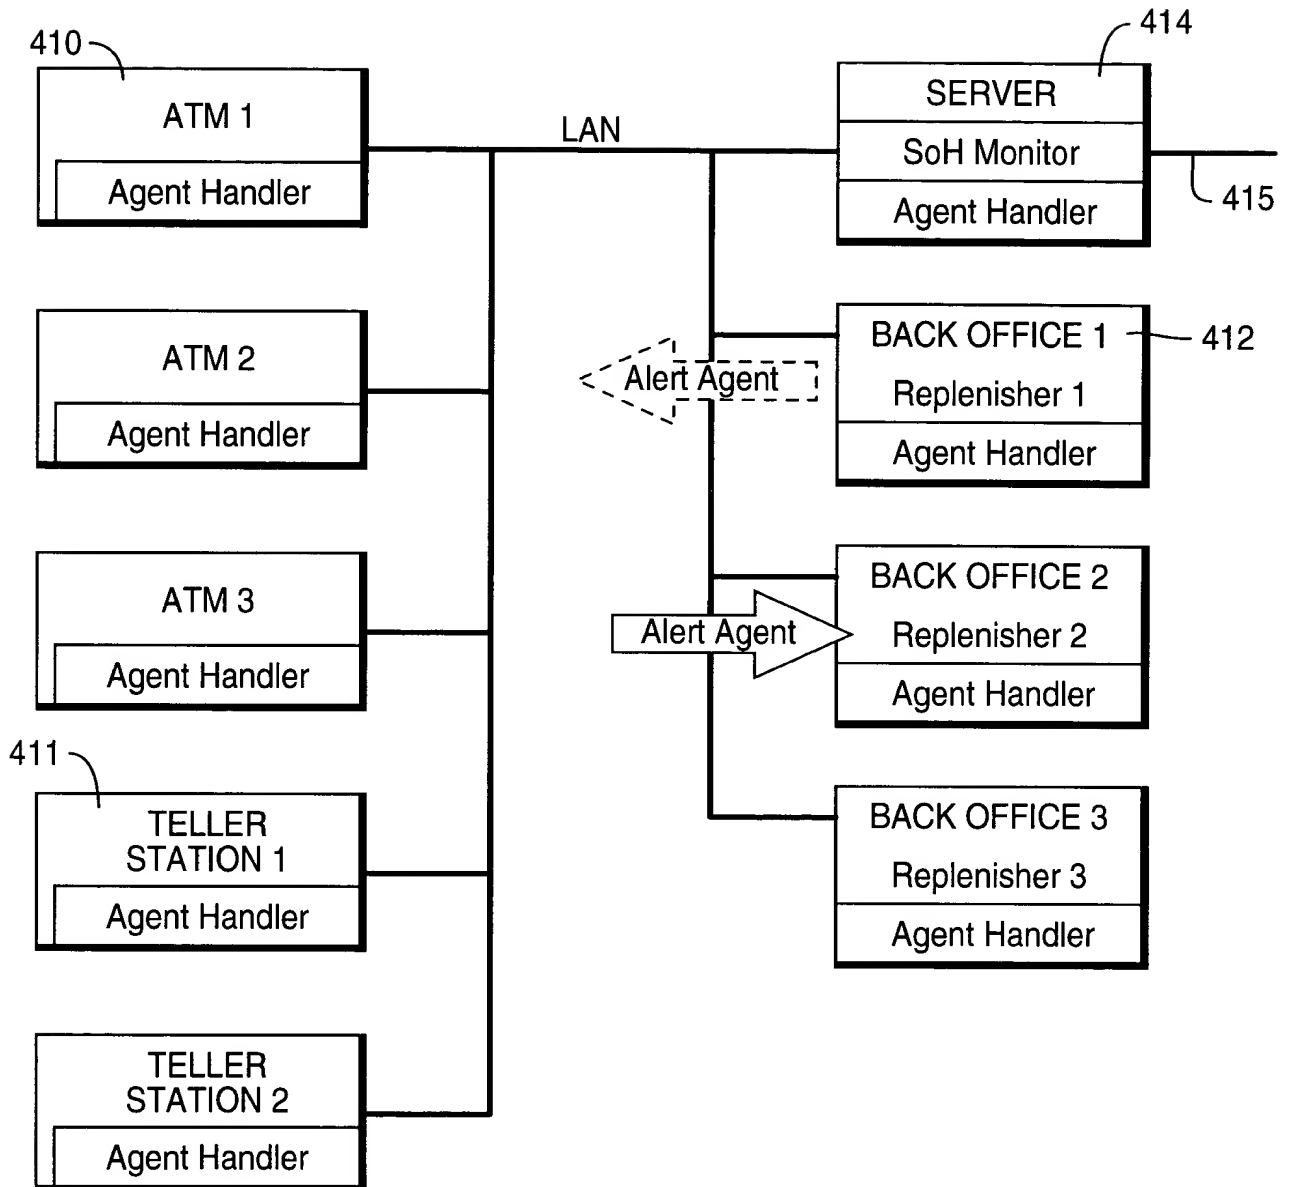 410
ATM 1
Agent Handler
ATM 2
Agent Handler
ATM 3
Agent Handler
411
TELLER
STATION 1
Agent Handler
TELLER
STATION 2
Agent Handler
LAN
414
SERVER
SoH Monitor
Agent Handler
415
BACK OFFICE 1
Replenisher 1
Agent Handler
412
Alert Agent
BACK OFFICE 2
Replenisher 2
Agent Handler
Alert Agent
BACK OFFICE 3
Replenisher 3
Agent Handler